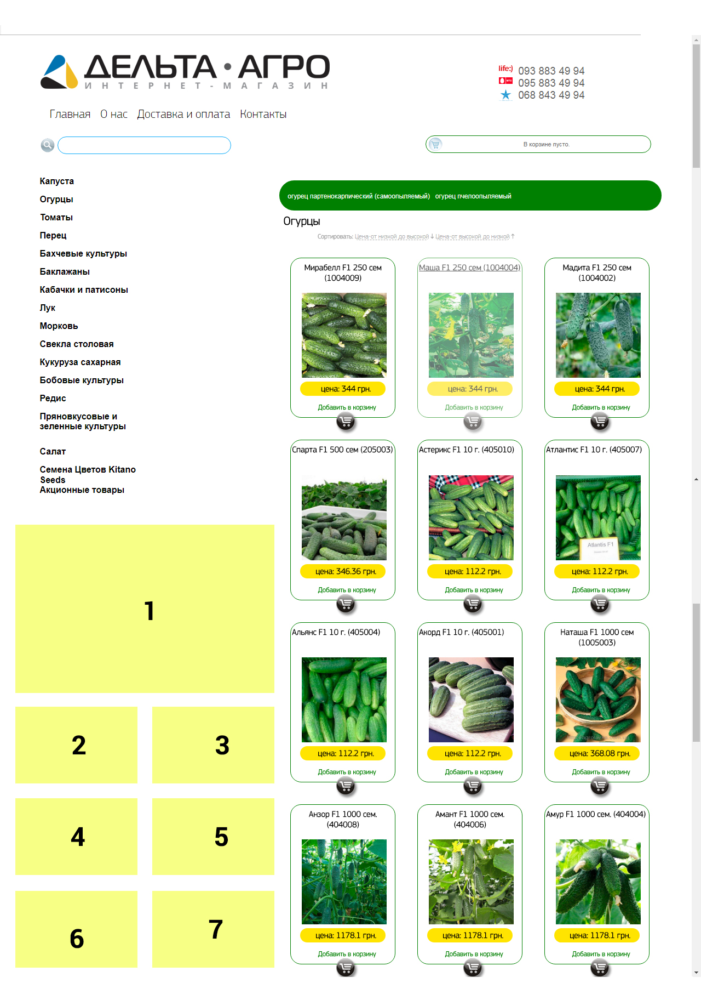 ДЕЛЬТА • АГРО
ИНТЕРНЕТ-МАГАЗИН
life:) 093 883 49 94
МТС 095 883 49 94
068 843 49 94
Главная О нас Доставка и оплата Контакты
В корзине пусто.
Капуста
Огурцы
Томаты
Перец
Бахчевые культуры
Баклажаны
Кабачки и патисоны
Лук
Морковь
Свекла столовая
Кукуруза сахарная
Бобовые культуры
Редис
Пряновкусовые и
зеленные культуры
Салат
Семена Цветов Kitano
Seeds
Акционные товары
1
2 3
4 5
6 7
огурец партенокарпический (самоопыляемый) огурец пчелоопыляемый
Огурцы
Сортировать: Цена-от низкой до высокой ↓ Цена-от высокой до низкой ↑
Мирабелл F1 250 сем
(1004009)
цена: 344 грн.
Добавить в корзину
Маша F1 250 сем (1004004)
цена: 344 грн.
Добавить в корзину
Мадита F1 250 сем
(1004002)
цена: 344 грн.
Добавить в корзину
Спарта F1 500 сем (205003)
цена: 346.36 грн.
Добавить в корзину
Астерикс F1 10 г. (405010)
цена: 112.2 грн.
Добавить в корзину
Атлантис F1 10 г. (405007)
Atlantis F1
цена: 112.2 грн.
Добавить в корзину
Альянс F1 10 г. (405004)
цена: 112.2 грн.
Добавить в корзину
Акорд F1 10 г. (405001)
цена: 112.2 грн.
Добавить в корзину
Наташа F1 1000 сем
(1005003)
цена: 368.08 грн.
Добавить в корзину
Анзор F1 1000 сем.
(404008)
цена: 1178.1 грн.
Добавить в корзину
Амант F1 1000 сем.
(404006)
цена: 1178.1 грн.
Добавить в корзину
Амур F1 1000 сем. (404004)
цена: 1178.1 грн.
Добавить в корзину